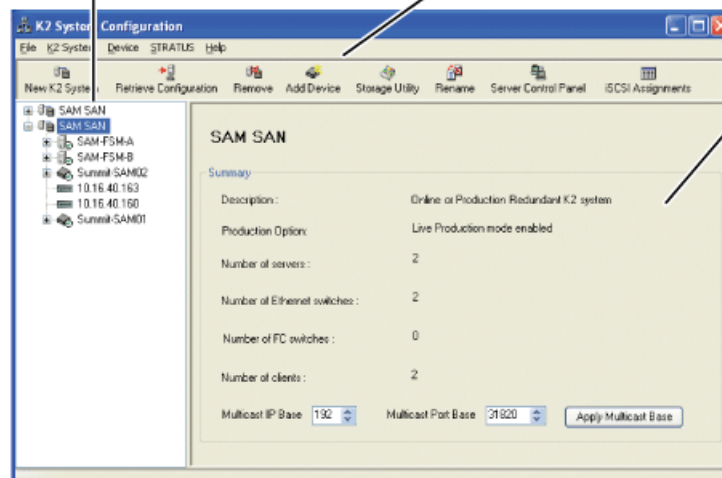 K2 System Configuration
File K2 System Device STRATUS Help
New K2 System Retrieve Configuration Remove Add Device Storage Utility Rename Server Control Panel iSCSI Assignments
SAM SAN
SAM SAN
SAM-FSM-A
SAM-FSM-B
Summit-SAM02
10.16.40.163
10.16.40.160
Summit-SAM01
SAM SAN
Summary
Description : Online or Production Redundant K2 system
Production Option: Live Production mode enabled
Number of servers : 2
Number of Ethernet switches : 2
Number of FC switches : 0
Number of clients : 2
Multicast IP Base 192 Multicast Port Base 31820 Apply Multicast Base